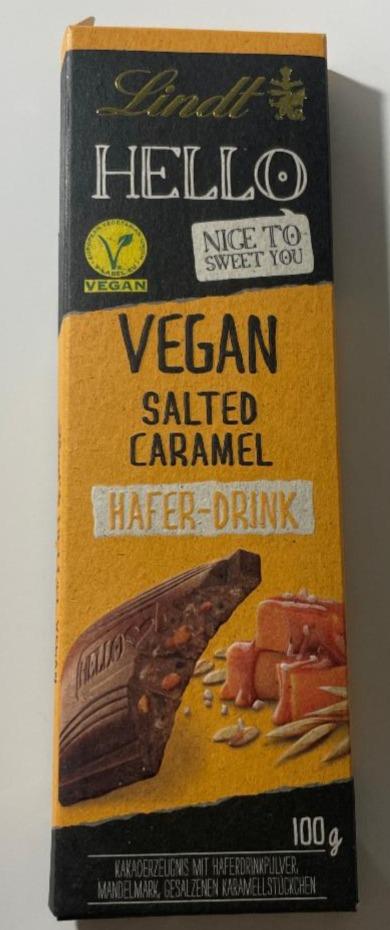 Lindt
HELLO
NICE TO
SWEET YOU
VEGAN
VEGAN
SALTED
CARAMEL
HAFER-DRINK
HELLO
100g
KAKAOERZEUGNIS MIT HAFERDRINKPULVER,
MANDELMARK, GESALZENEN KARAMELLSTÜCKCHEN